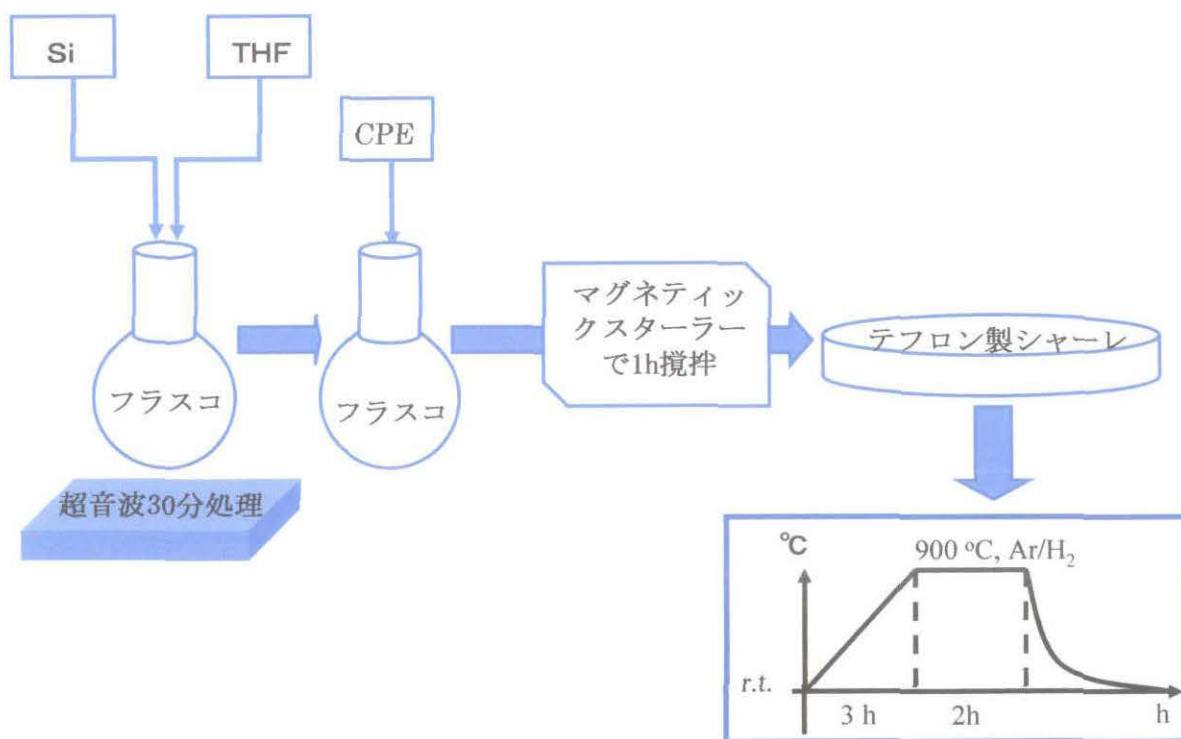 Si
THF
CPE
フラスコ
フラスコ
マグネティッ
クスターラー
で1h撹拌
テフロン製シャーレ
超音波30分処理
℃
900 ℃, Ar/H₂
r.t.
3 h
2h
h